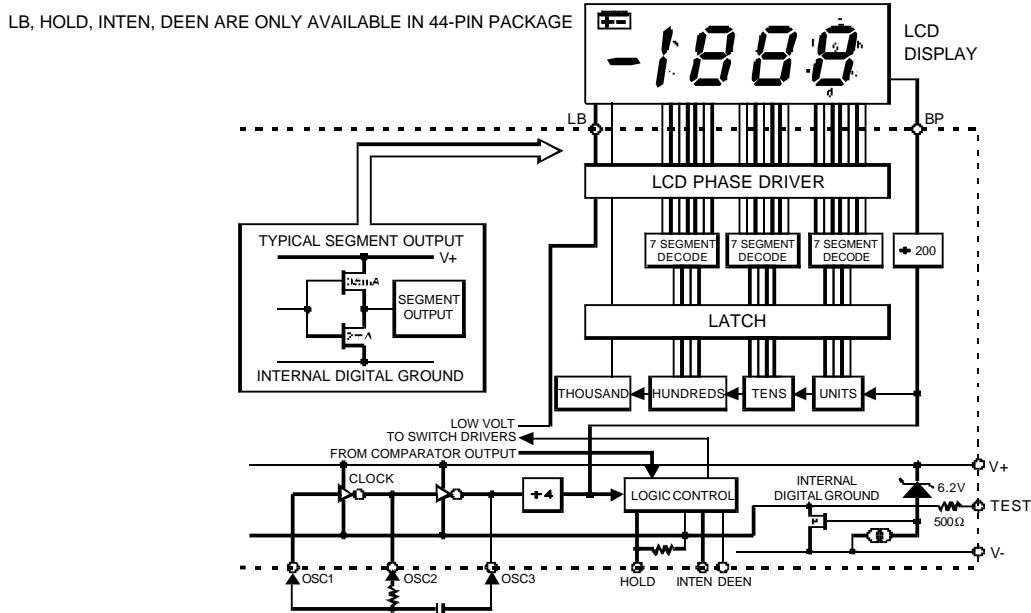 LB, HOLD, INTEN, DEEN ARE ONLY AVAILABLE IN 44-PIN PACKAGE
LCD
DISPLAY
LB
BP
LCD PHASE DRIVER
TYPICAL SEGMENT OUTPUT
V+
SEGMENT
OUTPUT
INTERNAL DIGITAL GROUND
7 SEGMENT
DECODE
7 SEGMENT
DECODE
7 SEGMENT
DECODE
÷ 200
LATCH
THOUSAND
HUNDREDS
TENS
UNITS
LOW VOLT
TO SWITCH DRIVERS
FROM COMPARATOR OUTPUT
CLOCK
÷4
LOGIC CONTROL
INTERNAL
DIGITAL GROUND
V+
6.2V
TEST
500Ω
V-
OSC1
OSC2
OSC3
HOLD
INTEN
DEEN